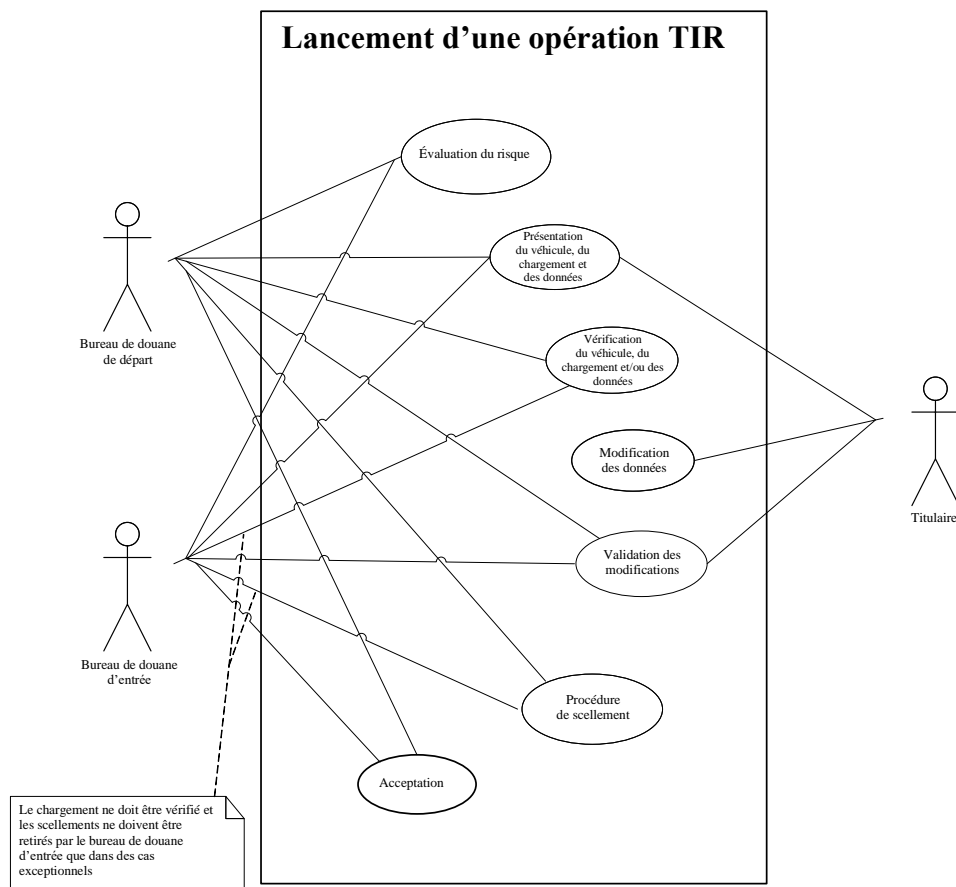 Lancement d'une opération TIR
Évaluation du risque
Présentation
du véhicule, du
chargement et
des données
Bureau de douane
de départ
Vérification
du véhicule, du
chargement et/ou des
données
Modification
des données
Titulaire
Validation des
modifications
Bureau de douane
d'entrée
Procédure
de scellement
Acceptation
Le chargement ne doit être vérifié et
les scellements ne doivent être
retirés par le bureau de douane
d'entrée que dans des cas
exceptionnels